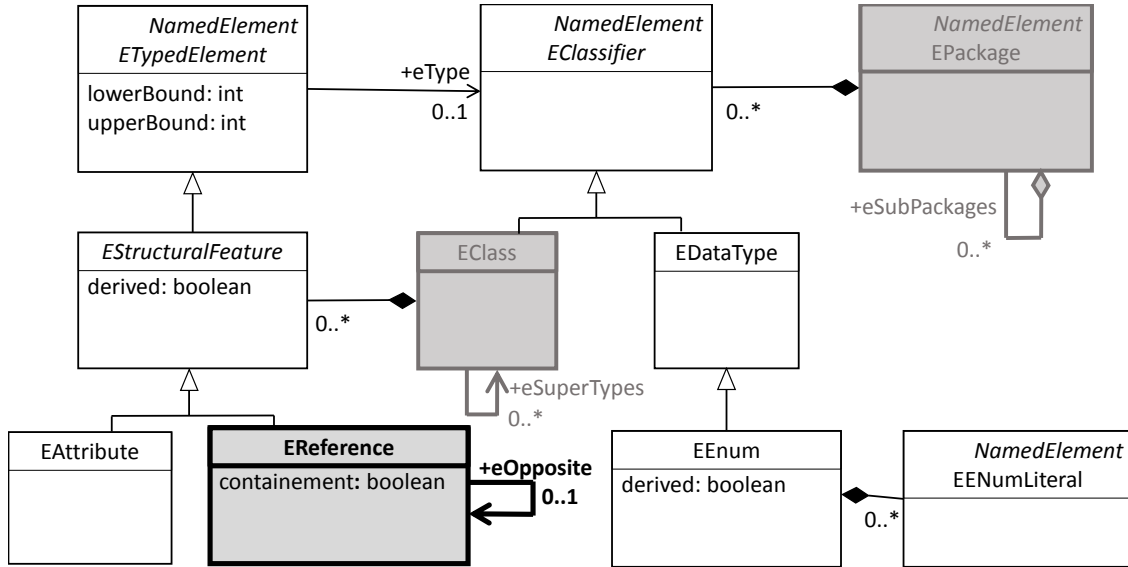 NamedElement
ETypedElement
lowerBound: int
upperBound: int
+eType
0..1
NamedElement
EClassifier
0..*
NamedElement
EPackage
+eSubPackages
0..*
EStructuralFeature
derived: boolean
0..*
EClass
+eSuperTypes
0..*
EDataType
EAttribute
EReference
containement: boolean
+eOpposite
0..1
EEnum
derived: boolean
0..*
NamedElement
EENumLiteral